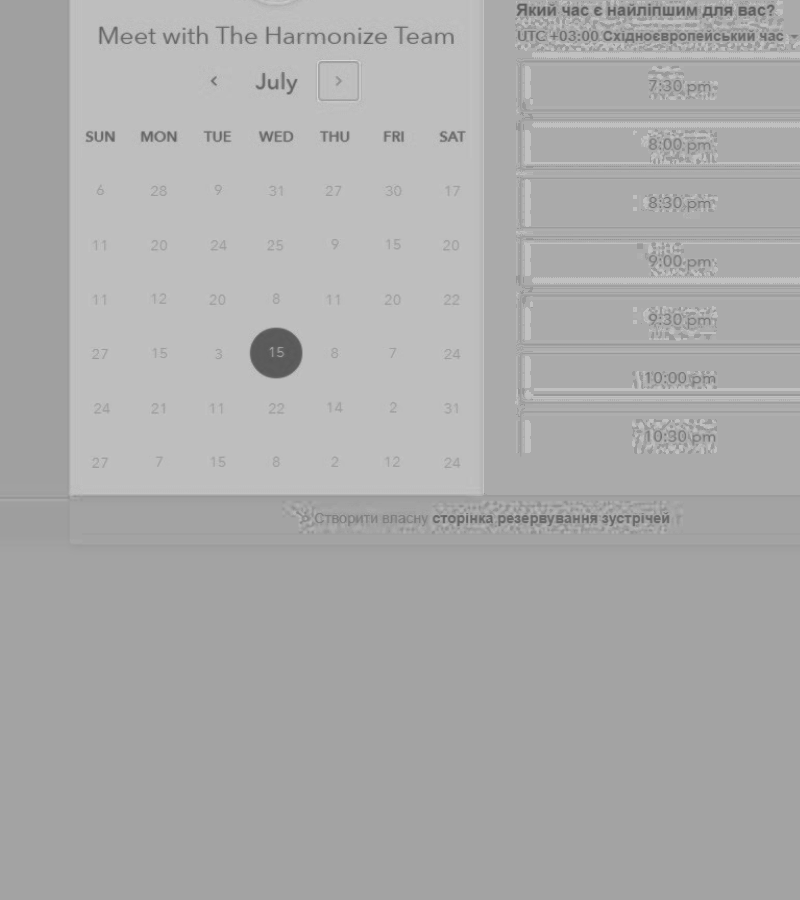 Meet with The Harmonize Team
July
SUN MON TUE WED THU FRI SAT
6 28 9 31 27 30 17
11 20 24 25 9 15 20
11 12 20 8 11 20 22
27 15 3 15 8 7 24
24 21 11 22 14 2 31
27 7 15 8 2 12 24
Який час є найліпшим для вас?
UTC +03:00 Східноєвропейський час
7:30 pm
8:00 pm
8:30 pm
9:00 pm
9:30 pm
10:00 pm
10:30 pm
Створити власну сторінка резервування зустрічей